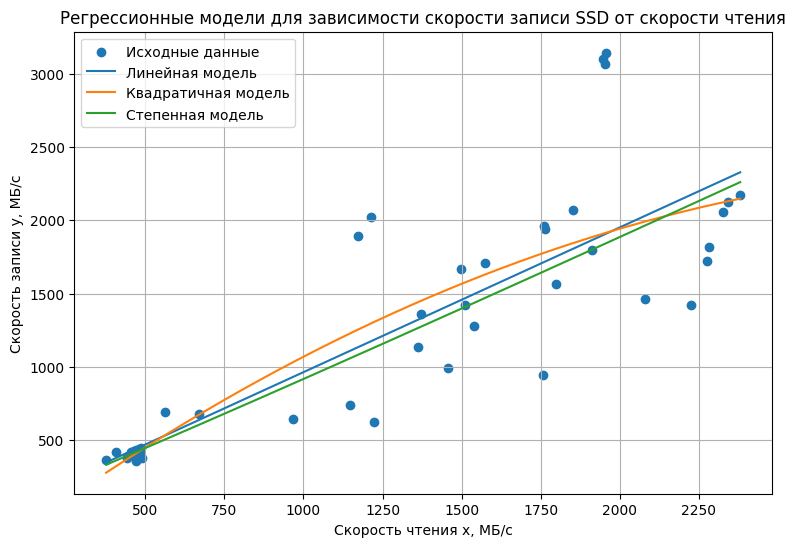 Регрессионные модели для зависимости скорости записи SSD от скорости чтения
Исходные данные
Линейная модель
Квадратичная модель
Степенная модель
3000
2500
2000
1500
1000
500
Скорость записи y, МБ/с
500 750 1000 1250 1500 1750 2000 2250
Скорость чтения x, МБ/с